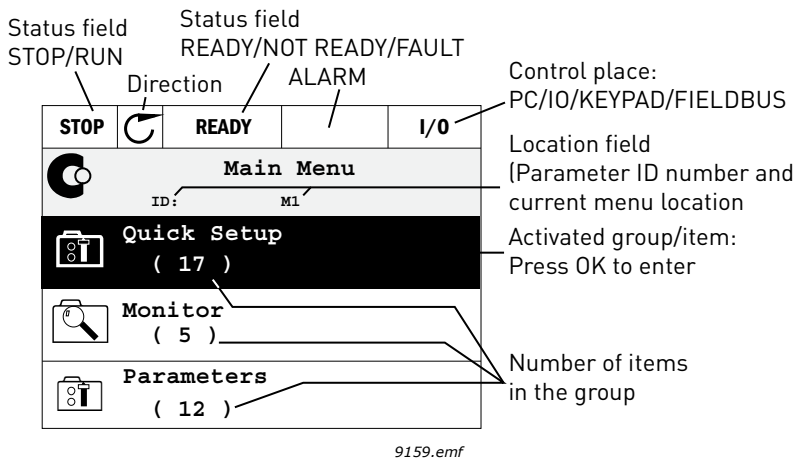 Status field
STOP/RUN
Direction
Status field
READY/NOT READY/FAULT
ALARM
Control place:
PC/IO/KEYPAD/FIELDBUS
STOP
READY
I/O
Main Menu
ID:
M1
Location field
(Parameter ID number and
current menu location
Quick Setup
( 17 )
Activated group/item:
Press OK to enter
Monitor
( 5 )
Parameters
( 12 )
Number of items
in the group
9159.emf